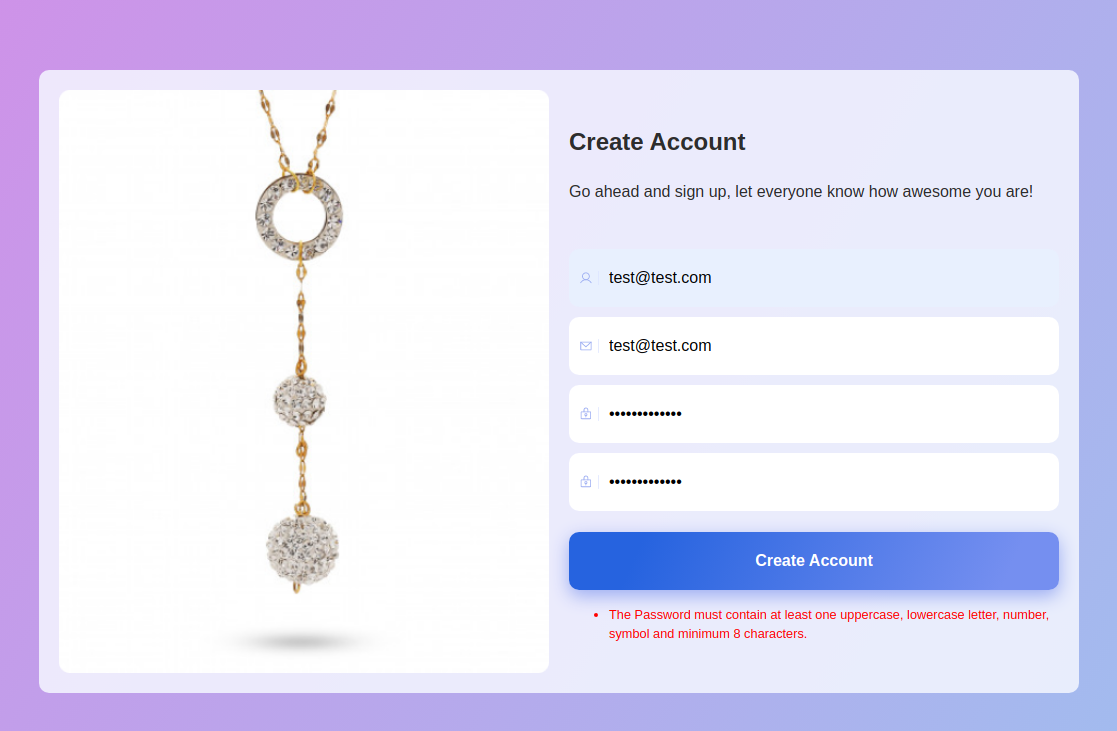 Create Account
Go ahead and sign up, let everyone know how awesome you are!
test@test.com
test@test.com
•••••••••••••
•••••••••••••
Create Account
• The Password must contain at least one uppercase, lowercase letter, number,
symbol and minimum 8 characters.